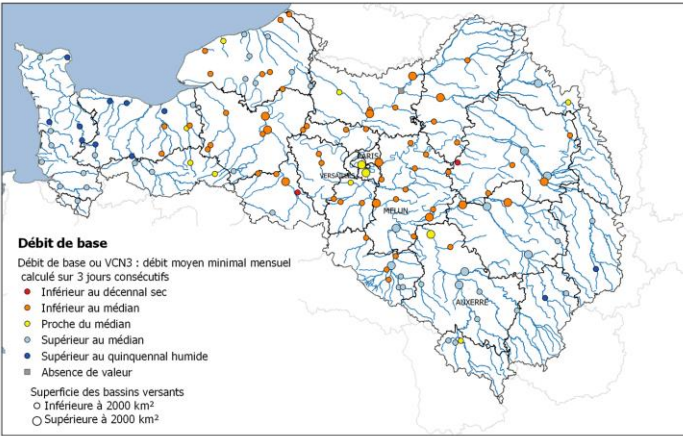 PARIS
VERSAILLES
MELUN
AUXERRE
Débit de base
Débit de base ou VCN3 : débit moyen minimal mensuel
calculé sur 3 jours consécutifs
Inférieur au décennal sec
Inférieur au médian
Proche du médian
Supérieur au médian
Supérieur au quinquennal humide
Absence de valeur
Superficie des bassins versants
Inférieure à 2000 km²
Supérieure à 2000 km²